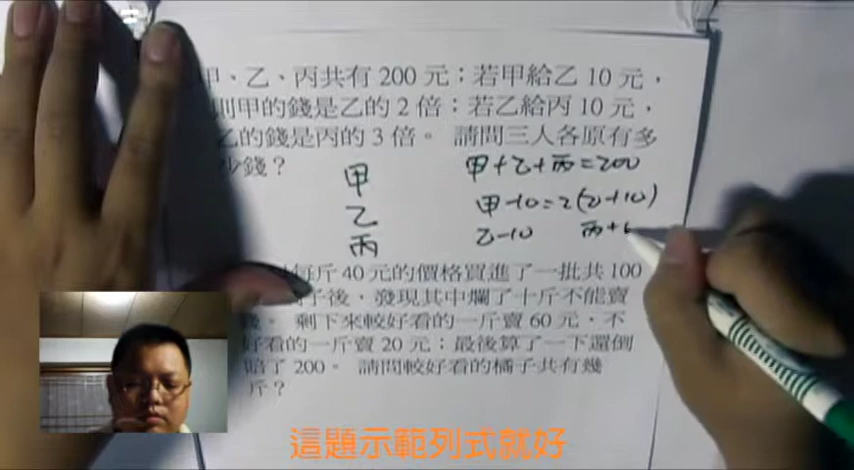 甲、乙、丙共有 200 元；若甲給乙 10 元，
則甲的錢是乙的 2 倍；若乙給丙 10 元，
乙的錢是丙的 3 倍。 請問三人各原有多
少錢？
甲
乙
丙
甲+乙+丙=200
甲-10=2(乙+10)
乙-10 丙+
每斤 40 元的價格買進了一批共 100
子後，發現其中爛了十斤不能賣
剩下來較好看的一斤賣 60 元，不
好看的一斤賣 20 元；最後算了一下還倒
賠了 200。 請問較好看的橘子共有幾
斤？
這題示範列式就好